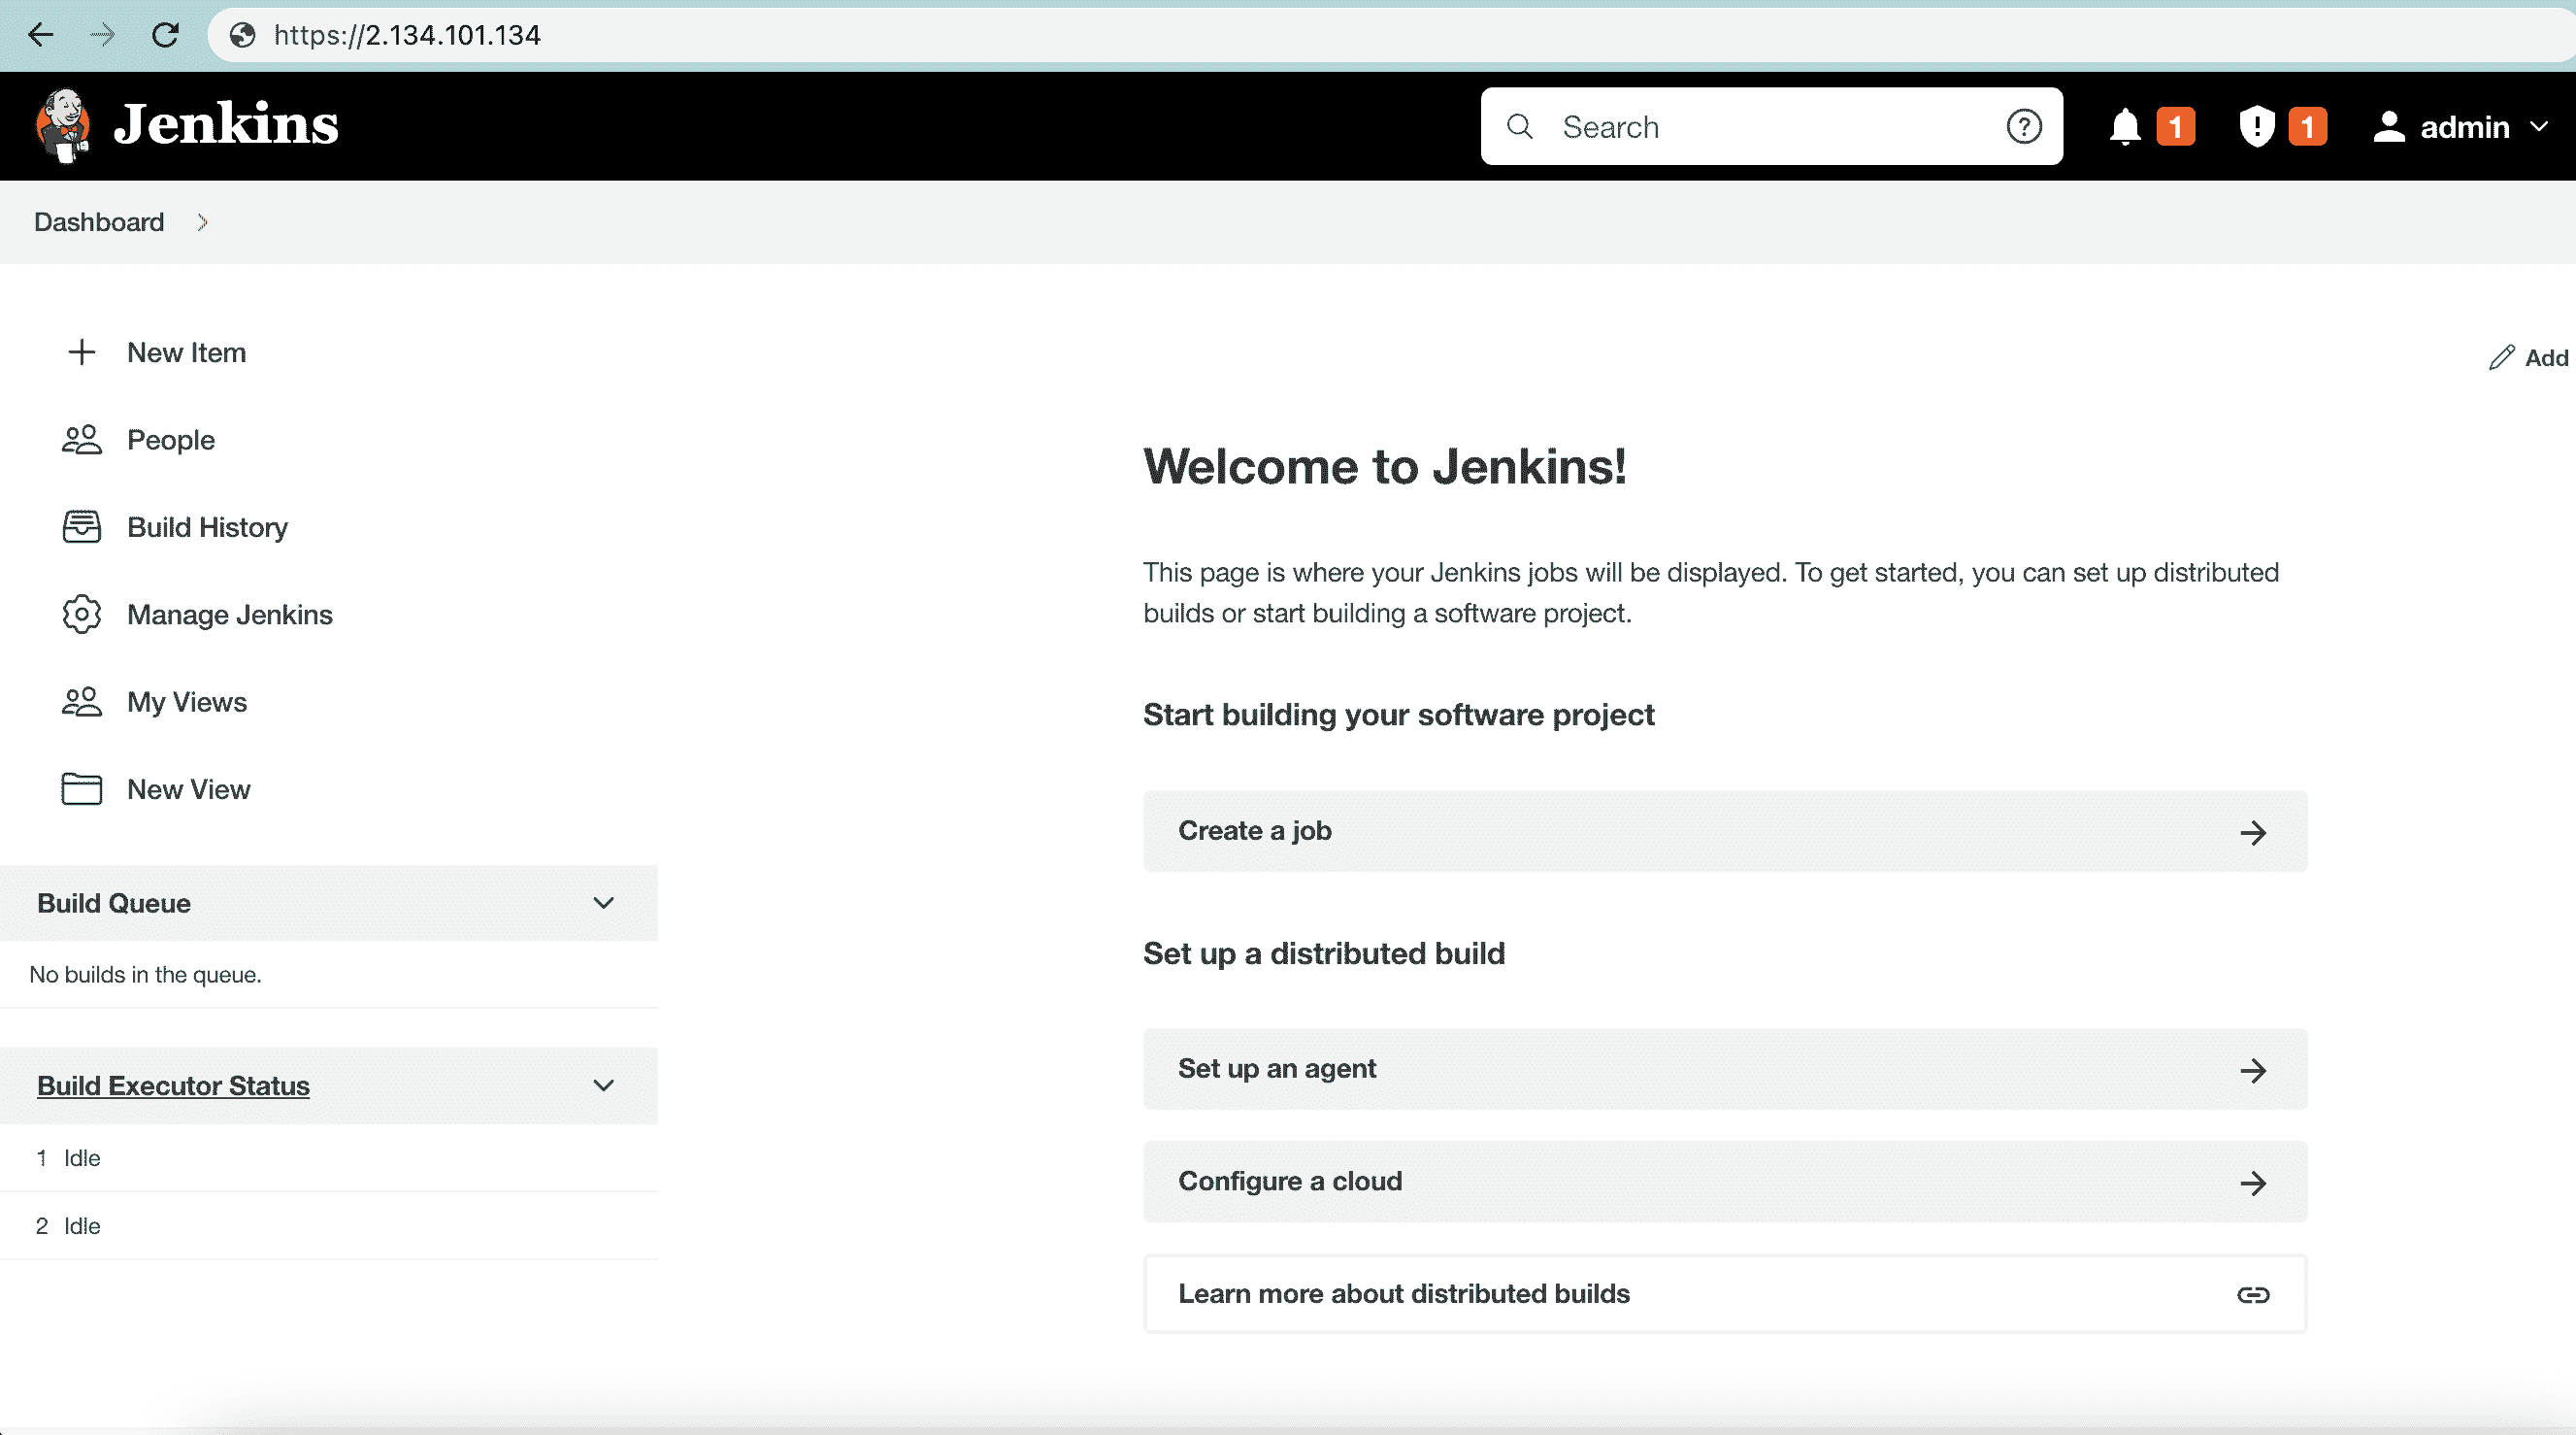 https://2.134.101.134
Jenkins
Search
1
1
admin
Dashboard
New Item
People
Build History
Manage Jenkins
My Views
New View
Build Queue
No builds in the queue.
Build Executor Status
1 Idle
2 Idle
Add
Welcome to Jenkins!
This page is where your Jenkins jobs will be displayed. To get started, you can set up distributed
builds or start building a software project.
Start building your software project
Create a job
Set up a distributed build
Set up an agent
Configure a cloud
Learn more about distributed builds